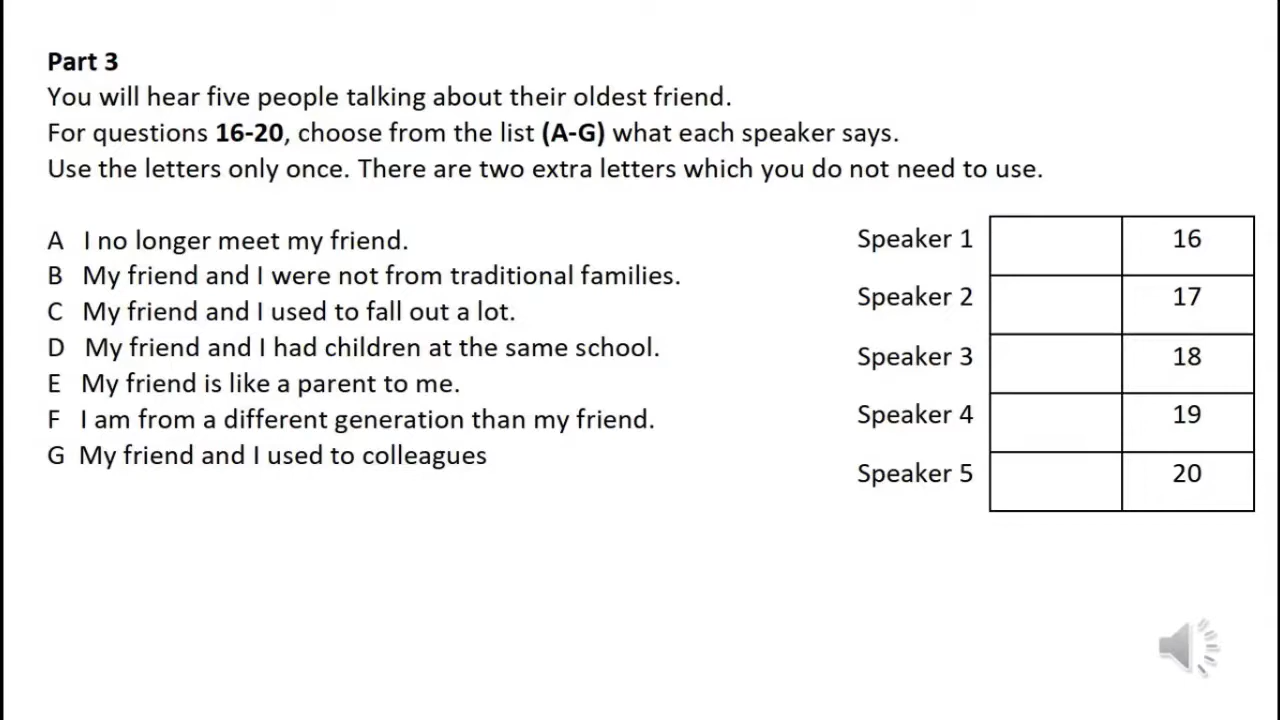 Part 3
You will hear five people talking about their oldest friend.
For questions 16-20, choose from the list (A-G) what each speaker says.
Use the letters only once. There are two extra letters which you do not need to use.
A I no longer meet my friend.
B My friend and I were not from traditional families.
C My friend and I used to fall out a lot.
D My friend and I had children at the same school.
E My friend is like a parent to me.
F I am from a different generation than my friend.
G My friend and I used to colleagues
Speaker 1 16
Speaker 2 17
Speaker 3 18
Speaker 4 19
Speaker 5 20